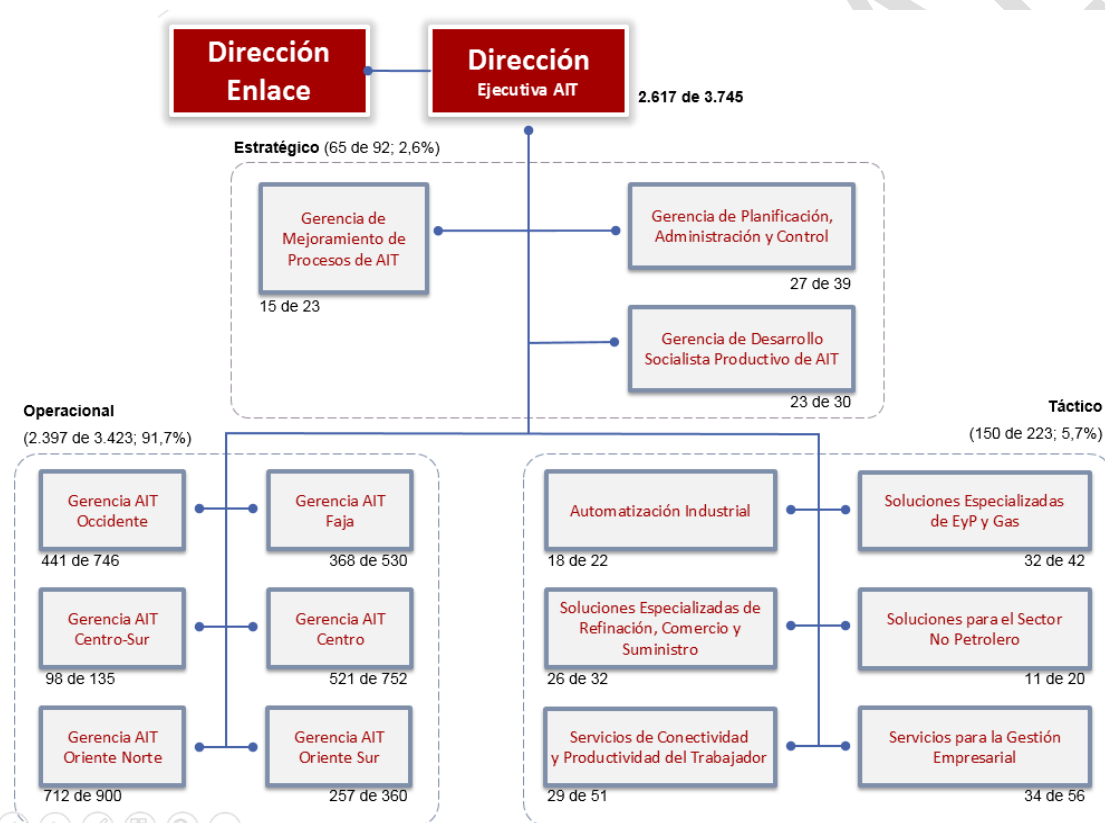 Dirección
Enlace
Dirección
Ejecutiva AIT
2.617 de 3.745
Estratégico (65 de 92; 2,6%)
Gerencia de
Mejoramiento de
Procesos de AIT
15 de 23
Gerencia de Planificación,
Administración y Control
27 de 39
Gerencia de Desarrollo
Socialista Productivo de AIT
23 de 30
Operacional
(2.397 de 3.423; 91,7%)
Gerencia AIT
Occidente
441 de 746
Gerencia AIT
Faja
368 de 530
Gerencia AIT
Centro-Sur
98 de 135
Gerencia AIT
Centro
521 de 752
Gerencia AIT
Oriente Norte
712 de 900
Gerencia AIT
Oriente Sur
257 de 360
Táctico
(150 de 223; 5,7%)
Automatización Industrial
18 de 22
Soluciones Especializadas
de EyP y Gas
32 de 42
Soluciones Especializadas de
Refinación, Comercio y
Suministro
26 de 32
Soluciones para el Sector
No Petrolero
11 de 20
Servicios de Conectividad
y Productividad del Trabajador
29 de 51
Servicios para la Gestión
Empresarial
34 de 56